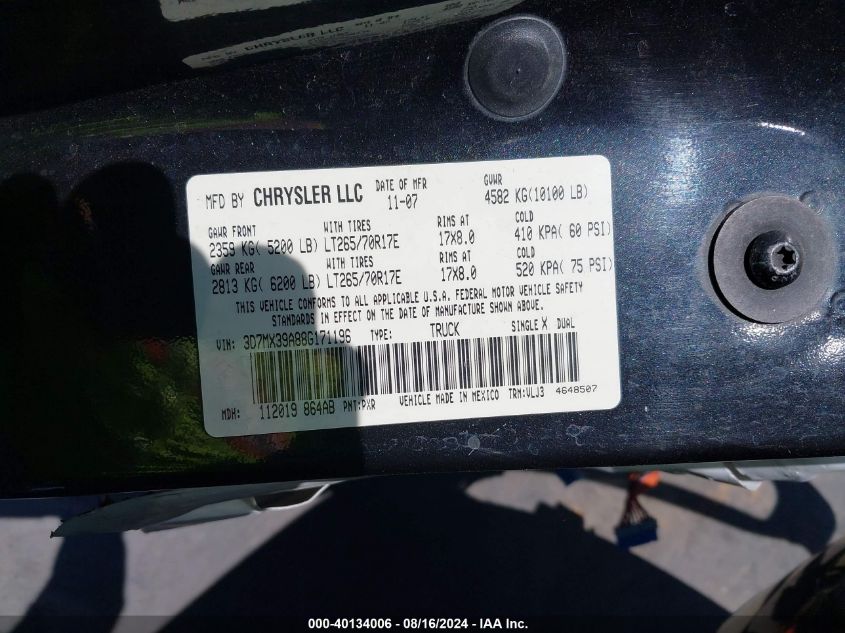 CHRYSLER LLC
MFD BY CHRYSLER LLC DATE OF MFR GVWR
11-07 4582 KG(10100 LB)
GAWR FRONT WITH TIRES RIMS AT COLD
2359 KG( 5200 LB) LT265/70R17E 17X8.0 410 KPA( 60 PSI)
GAWR REAR WITH TIRES RIMS AT COLD
2813 KG( 6200 LB) LT265/70R17E 17X8.0 520 KPA( 75 PSI)
THIS VEHICLE CONFORMS TO ALL APPLICABLE U.S.A. FEDERAL MOTOR VEHICLE SAFETY
STANDARDS IN EFFECT ON THE DATE OF MANUFACTURE SHOWN ABOVE.
VIN: 3D7MX39A88G171196 TYPE: TRUCK SINGLE X DUAL
MDH: 112019 864AB PNT:PXR VEHICLE MADE IN MEXICO TRM:VLJ3 4648507
000-40134006 - 08/16/2024 - IAA Inc.